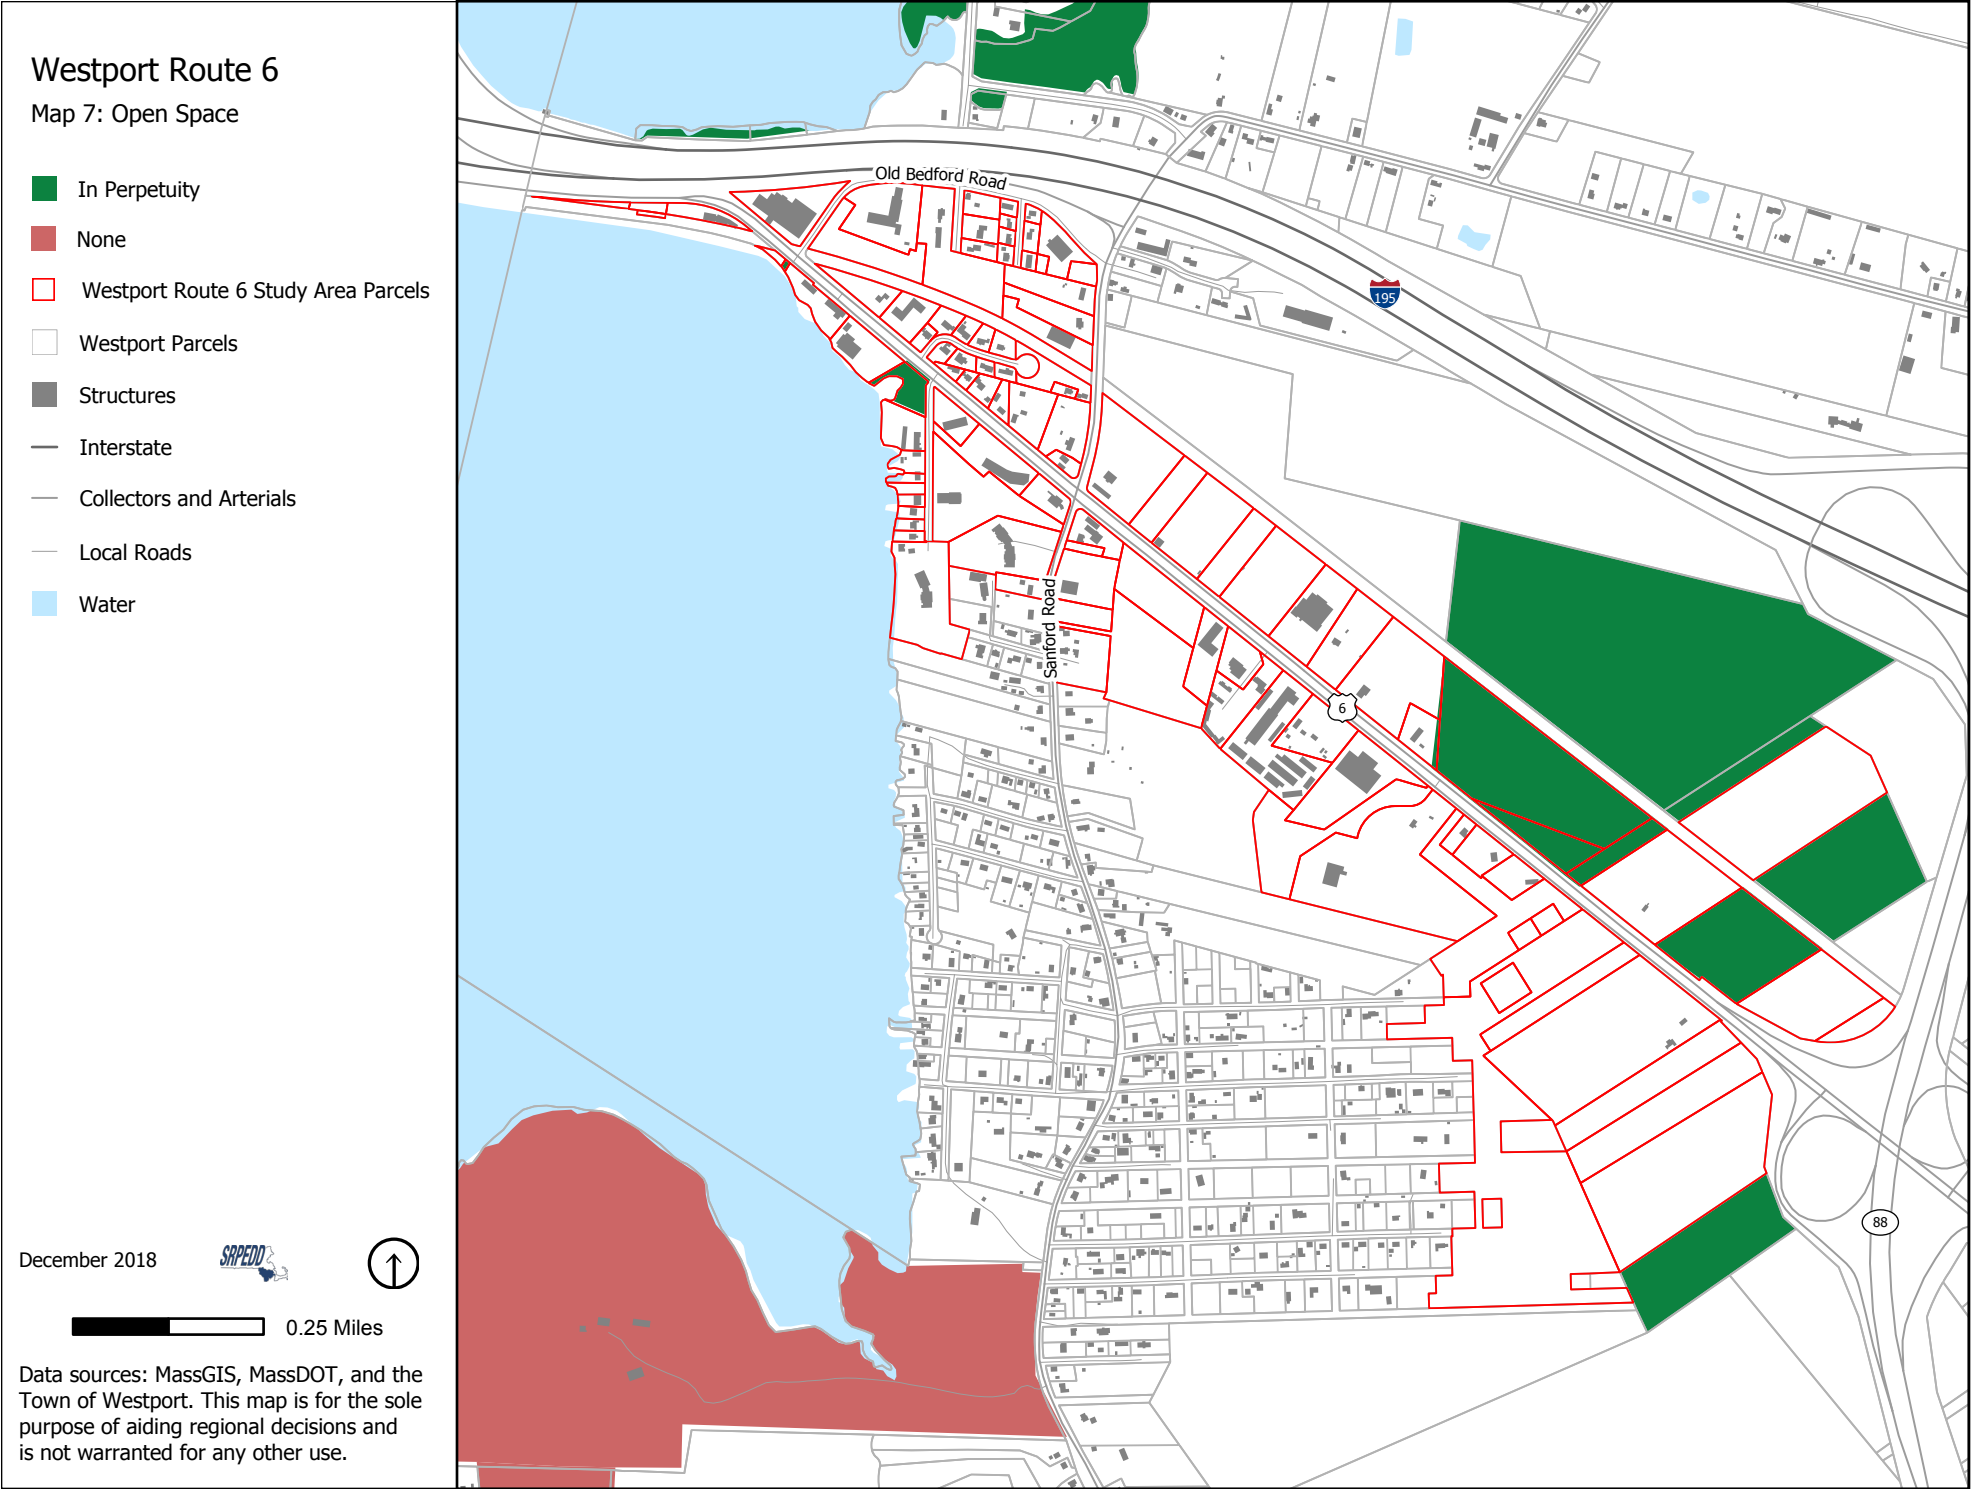 Westport Route 6
Map 7: Open Space
In Perpetuity
None
Westport Route 6 Study Area Parcels
Westport Parcels
Structures
Interstate
Collectors and Arterials
Local Roads
Water
December 2018
SRPEDD
0.25 Miles
Data sources: MassGIS, MassDOT, and the
Town of Westport. This map is for the sole
purpose of aiding regional decisions and
is not warranted for any other use.
Old Bedford Road
195
Sanford Road
6
88